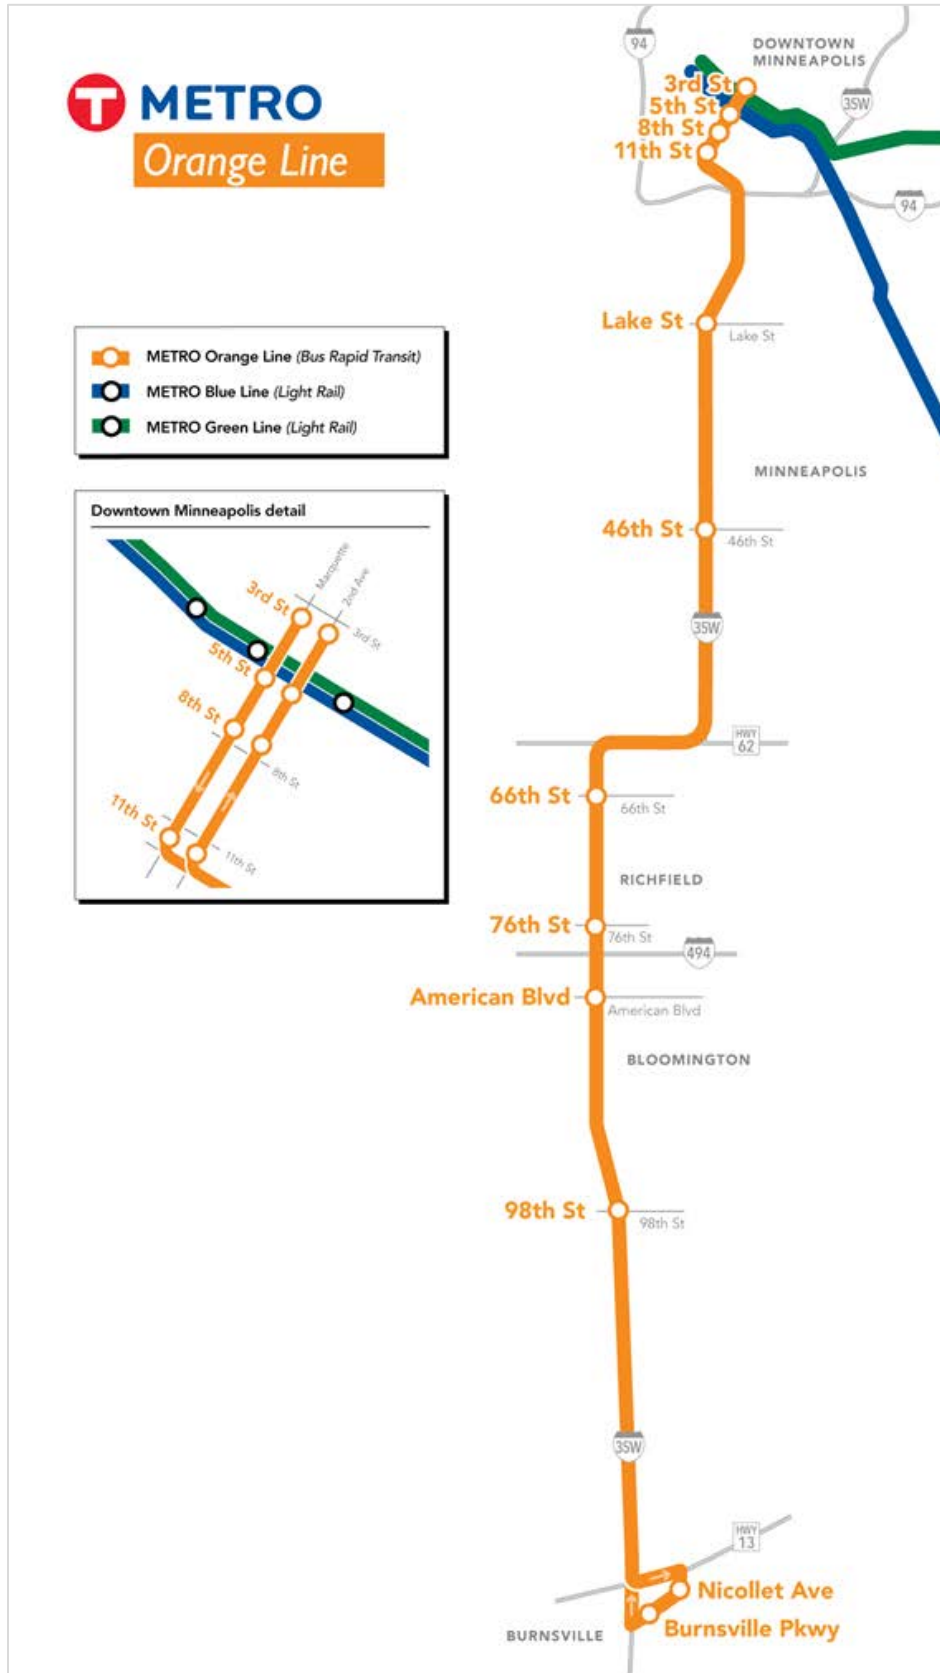 94
DOWNTOWN
MINNEAPOLIS
T METRO
Orange Line
3rd St
5th St
8th St
11th St
35W
94
Lake St
Lake St
METRO Orange Line (Bus Rapid Transit)
METRO Blue Line (Light Rail)
METRO Green Line (Light Rail)
MINNEAPOLIS
46th St
46th St
35W
Downtown Minneapolis detail
Marquette
2nd Ave
3rd St
3rd St
5th St
8th St
8th St
11th St
11th St
HWY
62
66th St
66th St
RICHFIELD
76th St
76th St
494
American Blvd
American Blvd
BLOOMINGTON
98th St
98th St
35W
HWY
13
Nicollet Ave
Burnsville Pkwy
BURNSVILLE